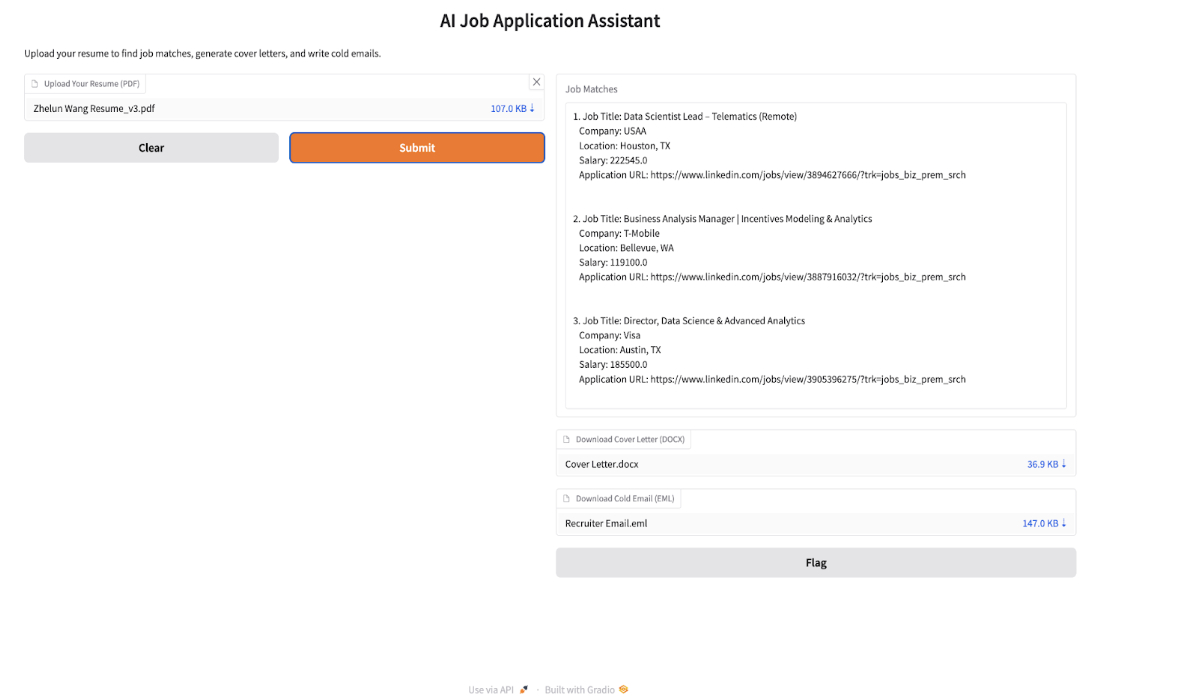 AI Job Application Assistant
Upload your resume to find job matches, generate cover letters, and write cold emails.
Upload Your Resume (PDF)
Zhelun Wang Resume_v3.pdf
107.0 KB ↓
Clear
Submit
Job Matches
1. Job Title: Data Scientist Lead – Telematics (Remote)
Company: USAA
Location: Houston, TX
Salary: 222545.0
Application URL: https://www.linkedin.com/jobs/view/3894627666/?trk=jobs_biz_prem_srch
2. Job Title: Business Analysis Manager | Incentives Modeling & Analytics
Company: T-Mobile
Location: Bellevue, WA
Salary: 119100.0
Application URL: https://www.linkedin.com/jobs/view/3887916032/?trk=jobs_biz_prem_srch
3. Job Title: Director, Data Science & Advanced Analytics
Company: Visa
Location: Austin, TX
Salary: 185500.0
Application URL: https://www.linkedin.com/jobs/view/3905396275/?trk=jobs_biz_prem_srch
Download Cover Letter (DOCX)
Cover Letter.docx
36.9 KB ↓
Download Cold Email (EML)
Recruiter Email.eml
147.0 KB ↓
Flag
Use via API · Built with Gradio